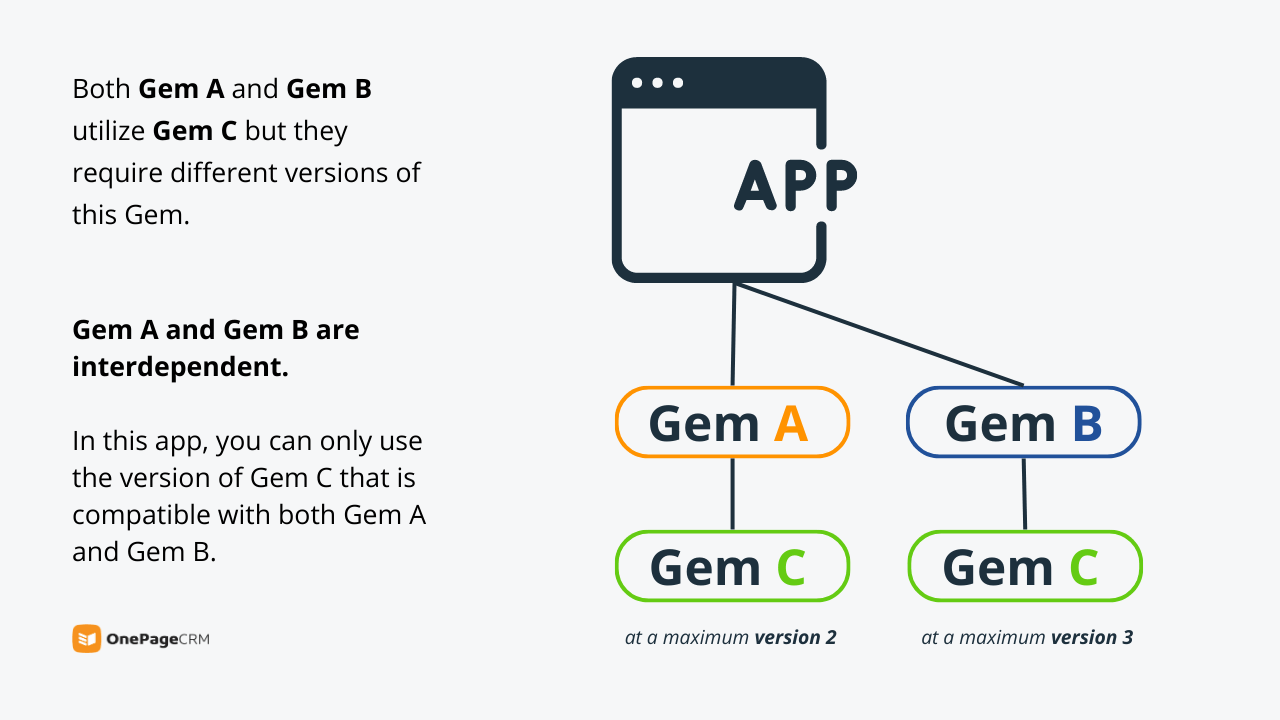 Both Gem A and Gem B
utilize Gem C but they
require different versions of
this Gem.
Gem A and Gem B are
interdependent.
In this app, you can only use
the version of Gem C that is
compatible with both Gem A
and Gem B.
OnePageCRM
APP
Gem A
Gem B
Gem C
Gem C
at a maximum version 2
at a maximum version 3